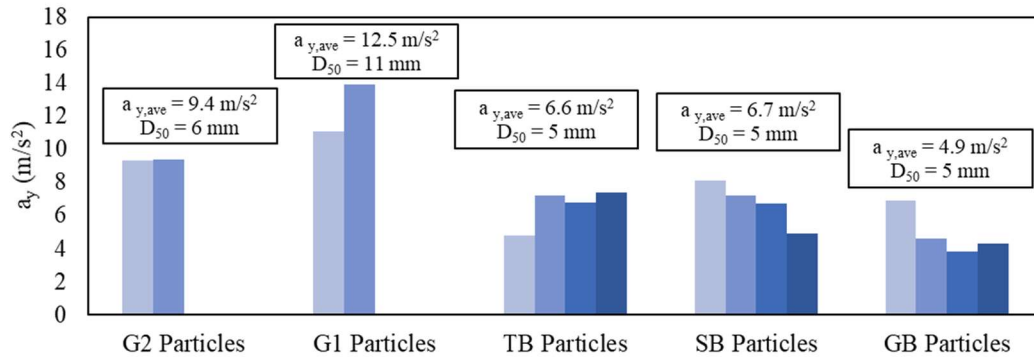 18
16
14
12
10
8
6
4
2
0
a_y (m/s²)
a y,ave = 9.4 m/s²
D₅₀ = 6 mm
a y,ave = 12.5 m/s²
D₅₀ = 11 mm
a y,ave = 6.6 m/s²
D₅₀ = 5 mm
a y,ave = 6.7 m/s²
D₅₀ = 5 mm
a y,ave = 4.9 m/s²
D₅₀ = 5 mm
G2 Particles
G1 Particles
TB Particles
SB Particles
GB Particles